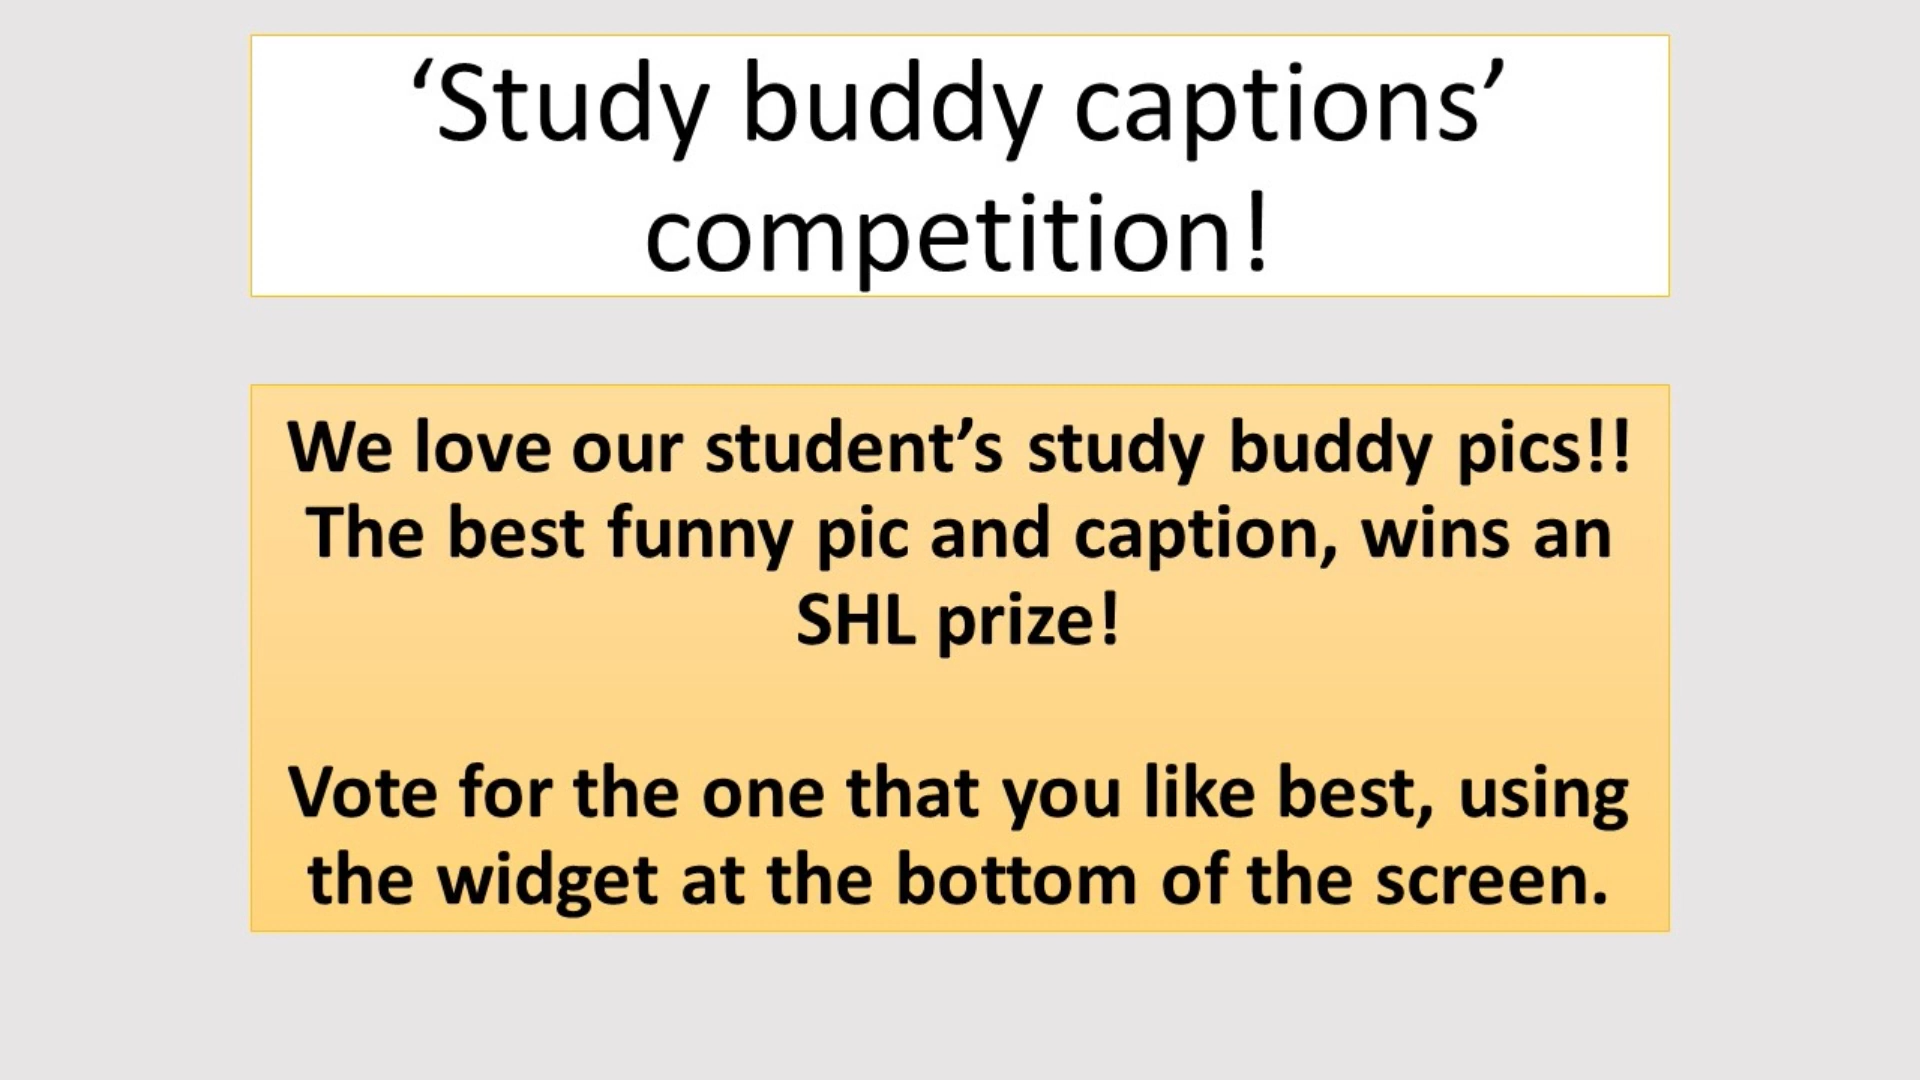 ‘Study buddy captions’
competition!
We love our student’s study buddy pics!!
The best funny pic and caption, wins an
SHL prize!
Vote for the one that you like best, using
the widget at the bottom of the screen.